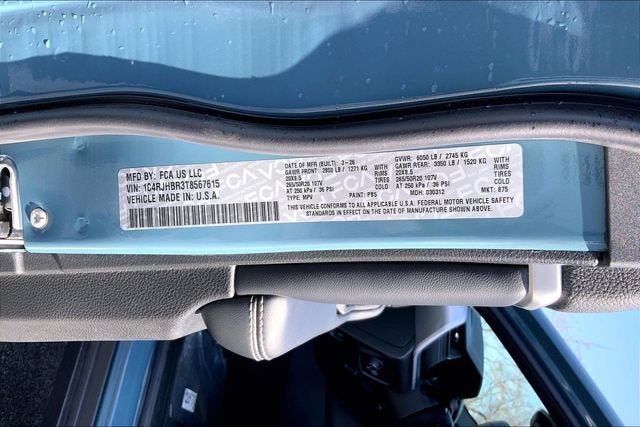 MFD BY: FCA US LLC
VIN: 1C4RJHBR3T8567615
VEHICLE MADE IN: U.S.A.
DATE OF MFR (BUILT): 3-26
GAWR FRONT: 2800 LB / 1271 KG
WITH
RIMS
20X8.5
TIRES
265/50R20 107V
AT 250 kPa / 36 PSI
TYPE: MPV
PAINT: PB5
GVWR: 6050 LB / 2745 KG
GAWR REAR: 3350 LB / 1520 KG
WITH
20X8.5
RIMS
265/50R20 107V
TIRES
AT 250 kPa / 36 PSI
MDH: 030312
MKT: 875
THIS VEHICLE CONFORMS TO ALL APPLICABLE U.S.A. FEDERAL MOTOR VEHICLE SAFETY
STANDARDS IN EFFECT ON THE DATE OF MANUFACTURE SHOWN ABOVE